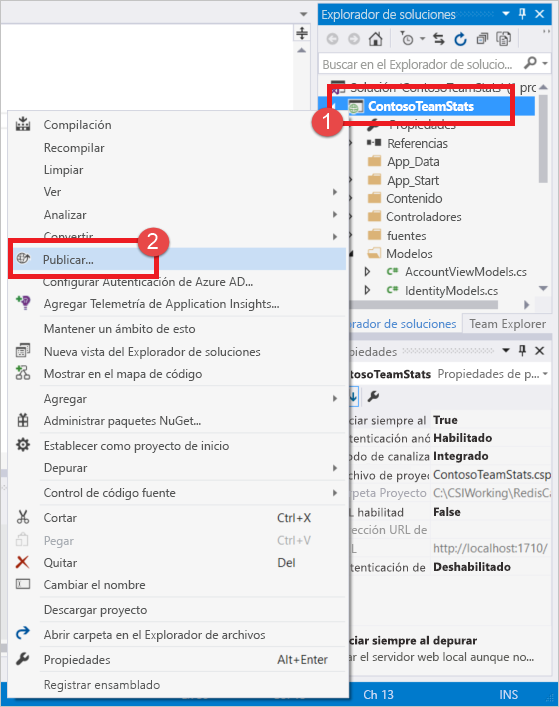 Explorador de soluciones
Buscar en el Explorador de solucio...
Solución 'ContosoTeamStats' pro
ContosoTeamStats
1
Propiedades
Referencias
App_Data
App_Start
Contenido
Controladores
fuentes
Modelos
AccountViewModels.cs
IdentityModels.cs
orador de soluciones
Team Explorer
Compilación
Recompilar
Limpiar
Ver
Analizar
Convertir
2
Publicar...
Configurar Autenticación de Azure AD...
Agregar Telemetría de Application Insights...
Mantener un ámbito de esto
Nueva vista del Explorador de soluciones
Mostrar en el mapa de código
Agregar
Administrar paquetes NuGet...
Establecer como proyecto de inicio
Depurar
Control de código fuente
Cortar Ctrl+X
Pegar Ctrl+V
Quitar Del
Cambiar el nombre
Descargar proyecto
Abrir carpeta en el Explorador de archivos
Propiedades Alt+Enter
Registrar ensamblado
piedades
tosoTeamStats Propiedades de p...
ciar siempre al True
tenticación anó Habilitado
odo de canaliza Integrado
chivo de proyec ContosoTeamStats.csp
rpeta Proyecto C:\CSIWorking\RedisCa
L habilitad False
rección URL de
L http://localhost:1710/
tenticación de Deshabilitado
ciar siempre al depurar
ar el servidor web local aunque no...
Ch 13
INS